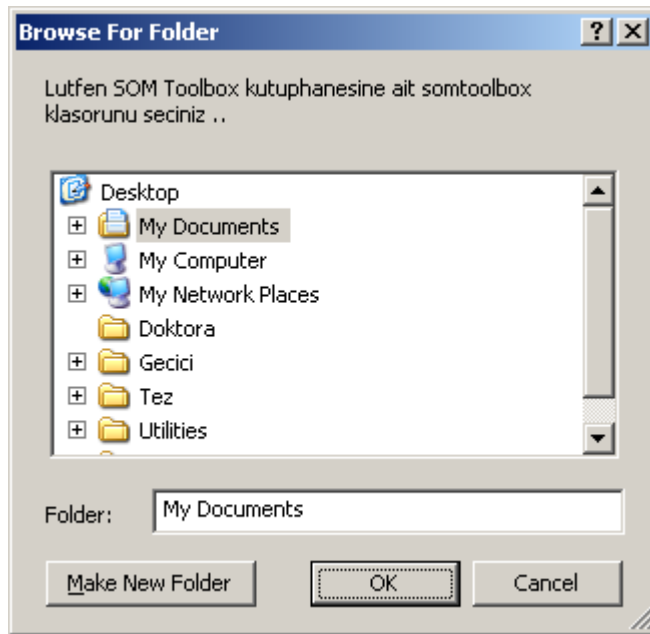 Browse For Folder
Lutfen SOM Toolbox kutuphanesine ait somtoolbox
klasorunu seciniz ..
Desktop
My Documents
My Computer
My Network Places
Doktora
Gecici
Tez
Utilities
Folder: My Documents
Make New Folder OK Cancel